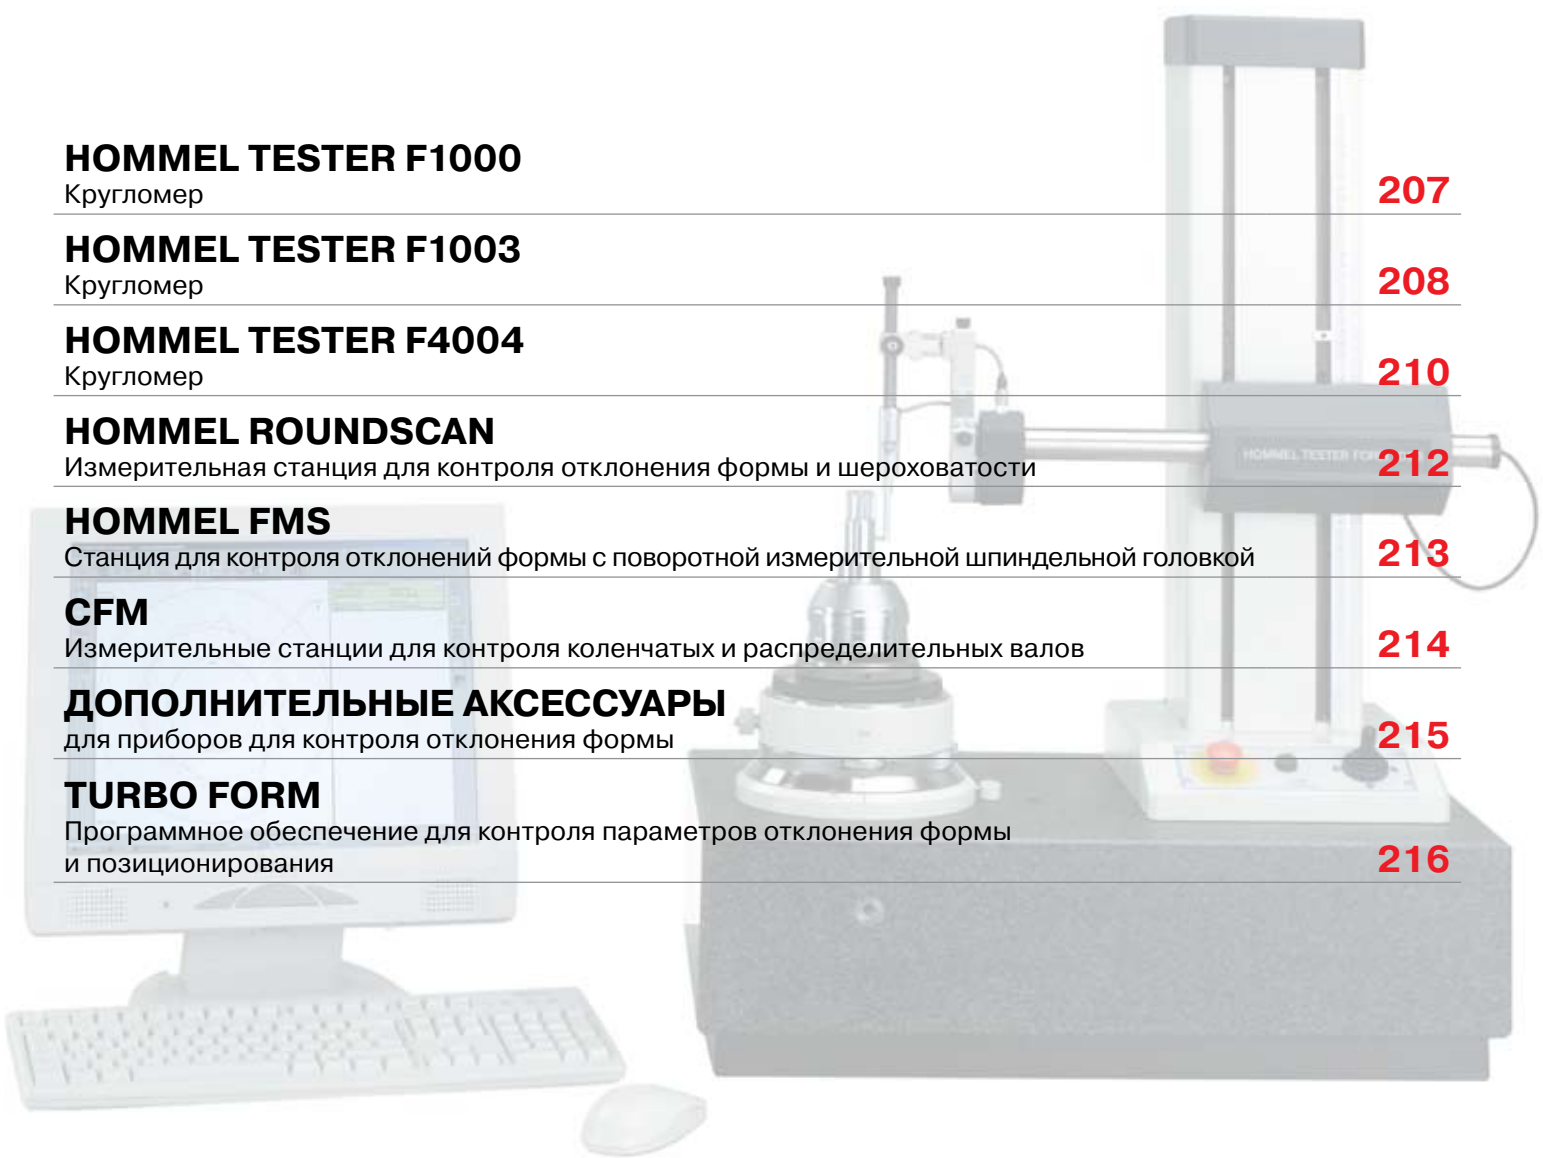 HOMMEL TESTER F1000
Кругломер
207
HOMMEL TESTER F1003
Кругломер
208
HOMMEL TESTER F4004
Кругломер
210
HOMMEL ROUNDSCAN
Измерительная станция для контроля отклонения формы и шероховатости
212
HOMMEL TESTER
HOMMEL FMS
Станция для контроля отклонений формы с поворотной измерительной шпиндельной головкой
213
CFM
Измерительные станции для контроля коленчатых и распределительных валов
214
ДОПОЛНИТЕЛЬНЫЕ АКСЕССУАРЫ
для приборов для контроля отклонения формы
215
TURBO FORM
Программное обеспечение для контроля параметров отклонения формы
и позиционирования
216